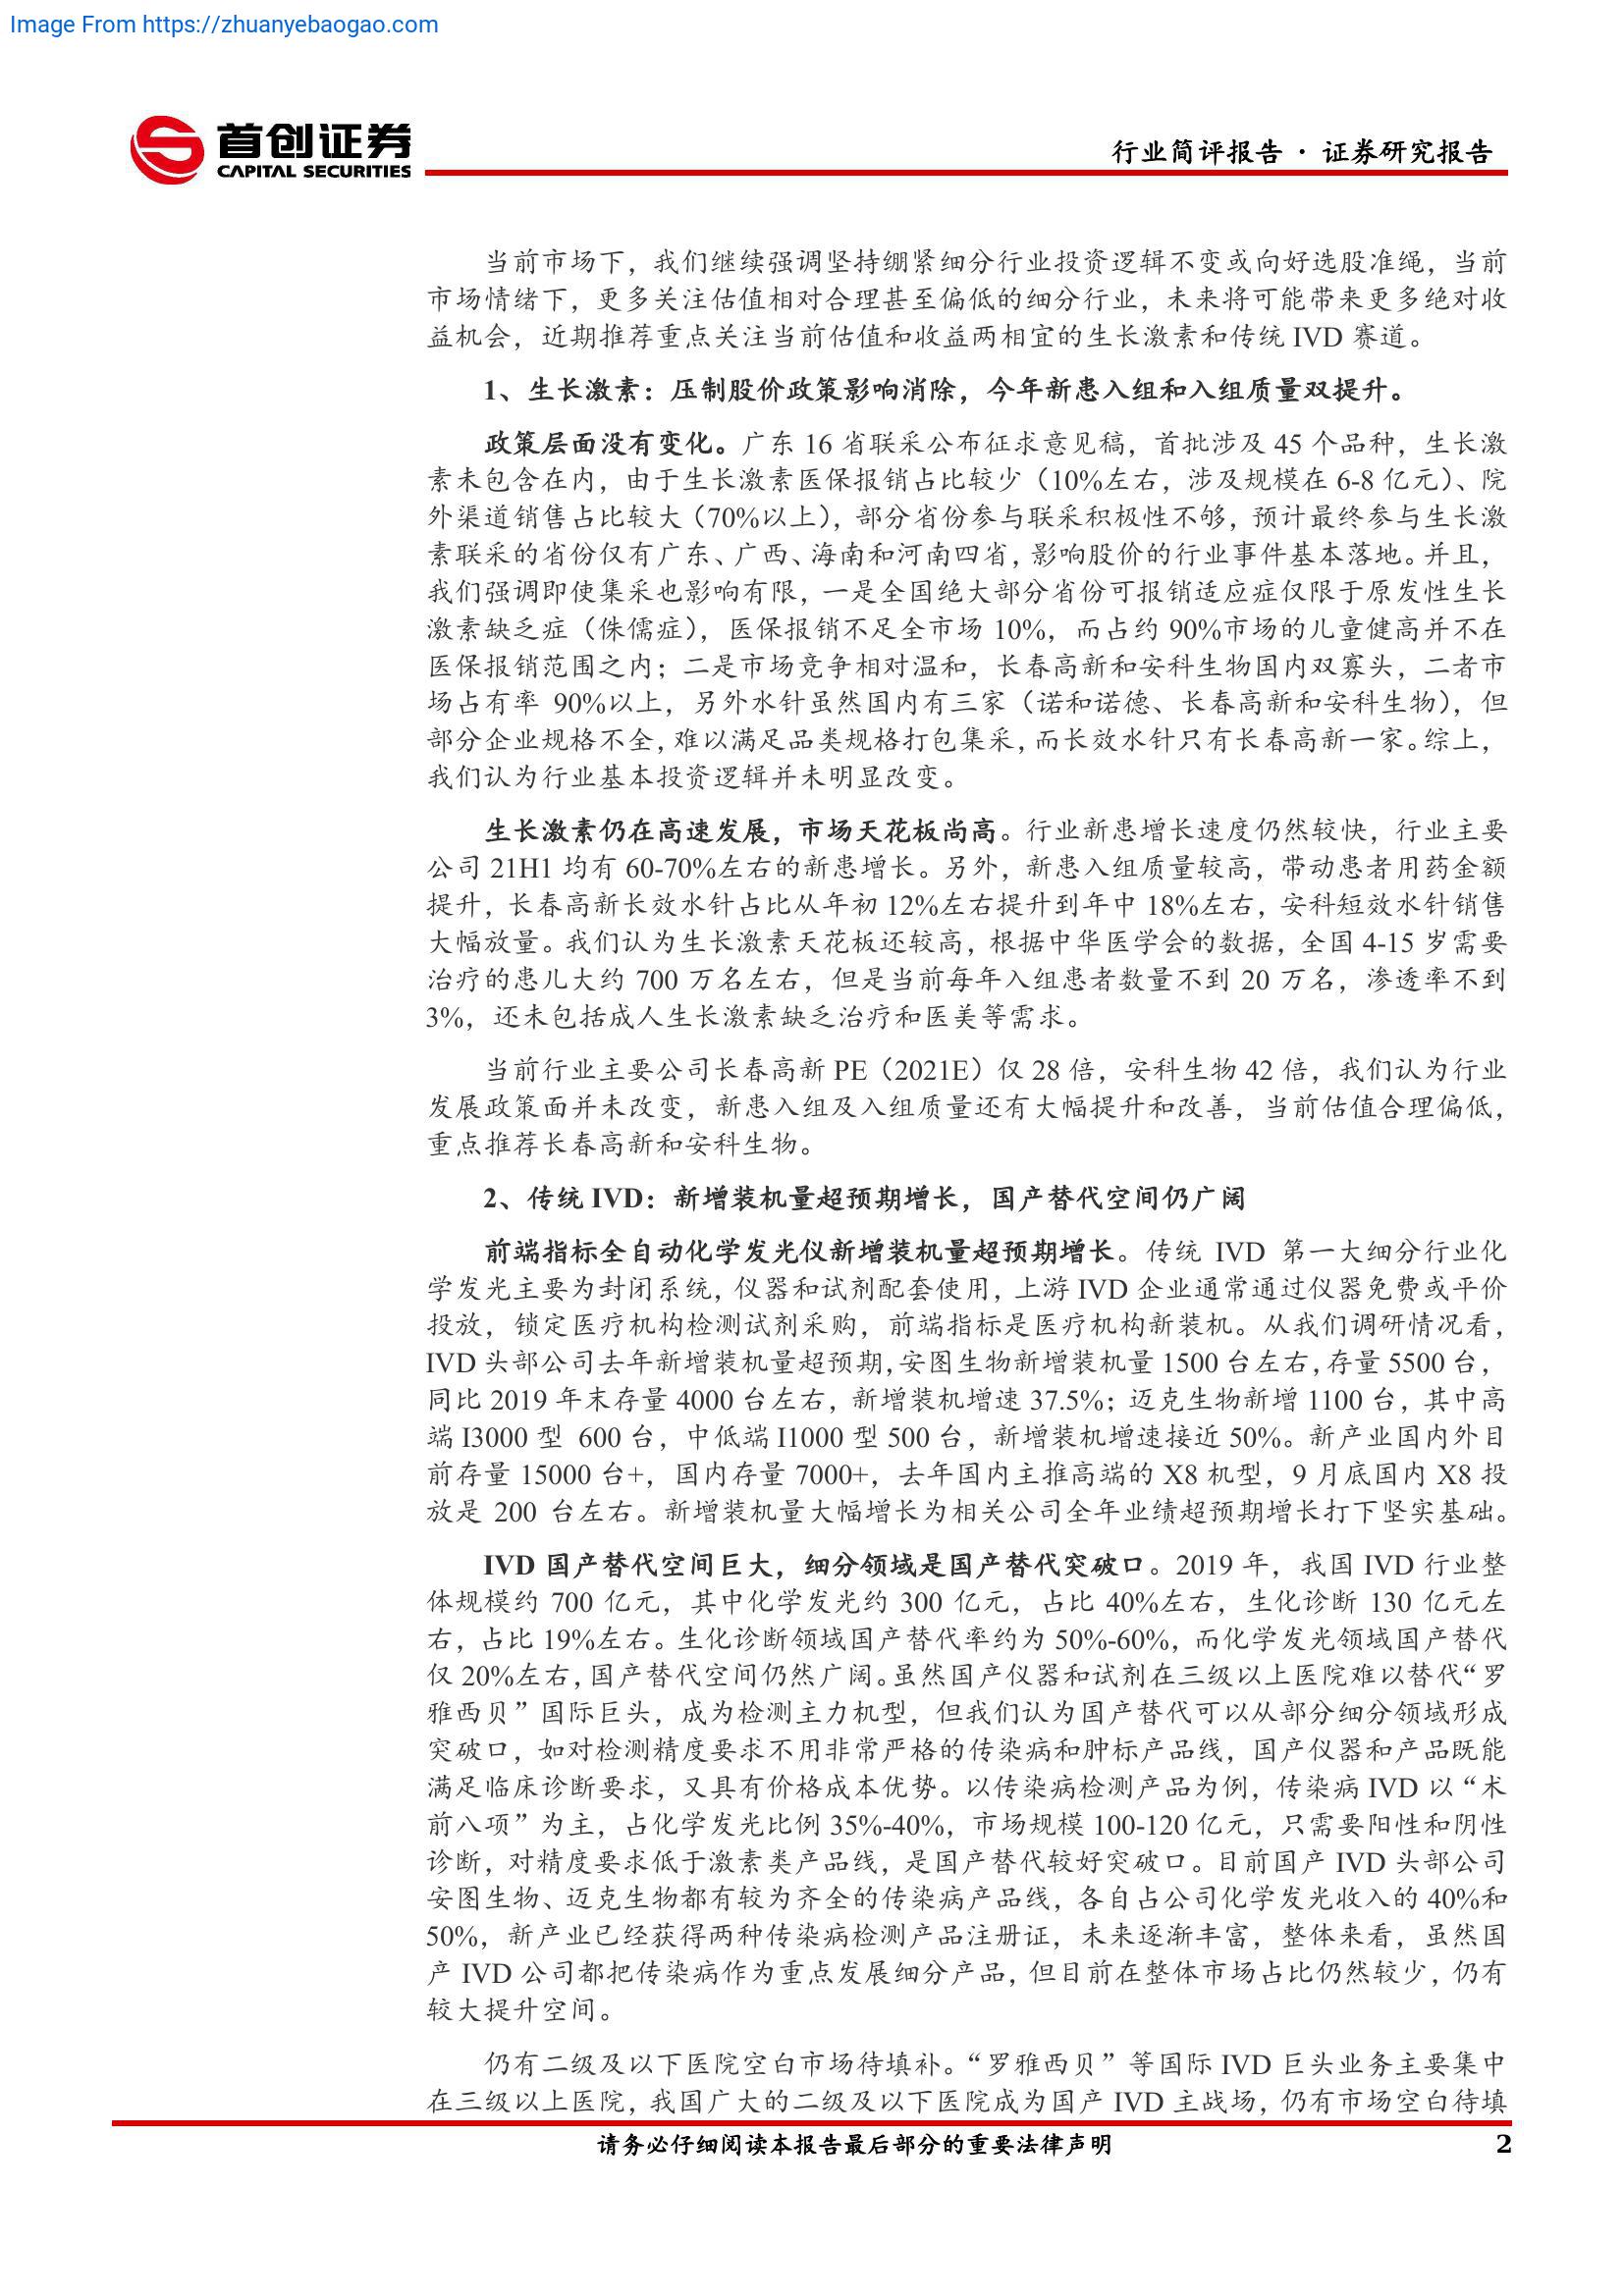 Image From https://zhuanyebaogao.com
首创证券
CAPITAL SECURITIES
行业简评报告 · 证券研究报告
当前市场下，我们继续强调坚持绷紧细分行业投资逻辑不变或向好选股准绳，当前
市场情绪下，更多关注估值相对合理甚至偏低的细分行业，未来将可能带来更多绝对收
益机会，近期推荐重点关注当前估值和收益两相宜的生长激素和传统 IVD 赛道。
1、生长激素：压制股价政策影响消除，今年新患入组和入组质量双提升。
政策层面没有变化。广东 16 省联采公布征求意见稿，首批涉及 45 个品种，生长激
素未包含在内，由于生长激素医保报销占比较少（10%左右，涉及规模在 6-8 亿元）、院
外渠道销售占比较大（70%以上），部分省份参与联采积极性不够，预计最终参与生长激
素联采的省份仅有广东、广西、海南和河南四省，影响股价的行业事件基本落地。并且，
我们强调即使集采也影响有限，一是全国绝大部分省份可报销适应症仅限于原发性生长
激素缺乏症（侏儒症），医保报销不足全市场 10%，而占约 90%市场的儿童健高并不在
医保报销范围之内；二是市场竞争相对温和，长春高新和安科生物国内双寡头，二者市
场占有率 90%以上，另外水针虽然国内有三家（诺和诺德、长春高新和安科生物），但
部分企业规格不全，难以满足品类规格打包集采，而长效水针只有长春高新一家。综上，
我们认为行业基本投资逻辑并未明显改变。
生长激素仍在高速发展，市场天花板尚高。行业新患增长速度仍然较快，行业主要
公司 21H1 均有 60-70%左右的新患增长。另外，新患入组质量较高，带动患者用药金额
提升，长春高新长效水针占比从年初 12%左右提升到年中 18%左右，安科短效水针销售
大幅放量。我们认为生长激素天花板还较高，根据中华医学会的数据，全国 4-15 岁需要
治疗的患儿大约 700 万名左右，但是当前每年入组患者数量不到 20 万名，渗透率不到
3%，还未包括成人生长激素缺乏治疗和医美等需求。
当前行业主要公司长春高新 PE（2021E）仅 28 倍，安科生物 42 倍，我们认为行业
发展政策面并未改变，新患入组及入组质量还有大幅提升和改善，当前估值合理偏低，
重点推荐长春高新和安科生物。
2、传统 IVD：新增装机量超预期增长，国产替代空间仍广阔
前端指标全自动化学发光仪新增装机量超预期增长。传统 IVD 第一大细分行业化
学发光主要为封闭系统，仪器和试剂配套使用，上游 IVD 企业通常通过仪器免费或平价
投放，锁定医疗机构检测试剂采购，前端指标是医疗机构新装机。从我们调研情况看，
IVD 头部公司去年新增装机量超预期，安图生物新增装机量 1500 台左右，存量 5500 台，
同比 2019 年末存量 4000 台左右，新增装机增速 37.5%；迈克生物新增 1100 台，其中高
端 I3000 型 600 台，中低端 I1000 型 500 台，新增装机增速接近 50%。新产业国内外目
前存量 15000 台+，国内存量 7000+，去年国内主推高端的 X8 机型，9 月底国内 X8 投
放是 200 台左右。新增装机量大幅增长为相关公司全年业绩超预期增长打下坚实基础。
IVD 国产替代空间巨大，细分领域是国产替代突破口。2019 年，我国 IVD 行业整
体规模约 700 亿元，其中化学发光约 300 亿元，占比 40%左右，生化诊断 130 亿元左
右，占比 19%左右。生化诊断领域国产替代率约为 50%-60%，而化学发光领域国产替代
仅 20%左右，国产替代空间仍然广阔。虽然国产仪器和试剂在三级以上医院难以替代“罗
雅西贝”国际巨头，成为检测主力机型，但我们认为国产替代可以从部分细分领域形成
突破口，如对检测精度要求不用非常严格的传染病和肿标产品线，国产仪器和产品既能
满足临床诊断要求，又具有价格成本优势。以传染病检测产品为例，传染病 IVD 以“术
前八项”为主，占化学发光比例 35%-40%，市场规模 100-120 亿元，只需要阳性和阴性
诊断，对精度要求低于激素类产品线，是国产替代较好突破口。目前国产 IVD 头部公司
安图生物、迈克生物都有较为齐全的传染病产品线，各自占公司化学发光收入的 40%和
50%，新产业已经获得两种传染病检测产品注册证，未来逐渐丰富，整体来看，虽然国
产 IVD 公司都把传染病作为重点发展细分产品，但目前在整体市场占比仍然较少，仍有
较大提升空间。
仍有二级及以下医院空白市场待填补。“罗雅西贝”等国际 IVD 巨头业务主要集中
在三级以上医院，我国广大的二级及以下医院成为国产 IVD 主战场，仍有市场空白待填
请务必仔细阅读本报告最后部分的重要法律声明
2